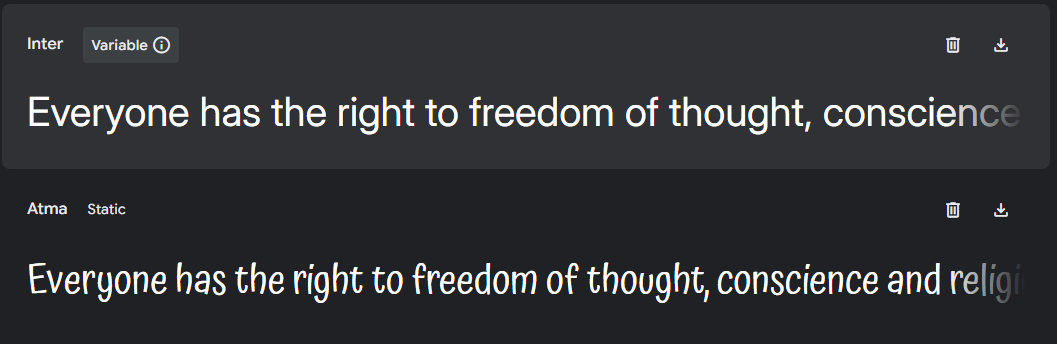 Inter Variable
Everyone has the right to freedom of thought, conscience
Atma Static
Everyone has the right to freedom of thought, conscience and religi